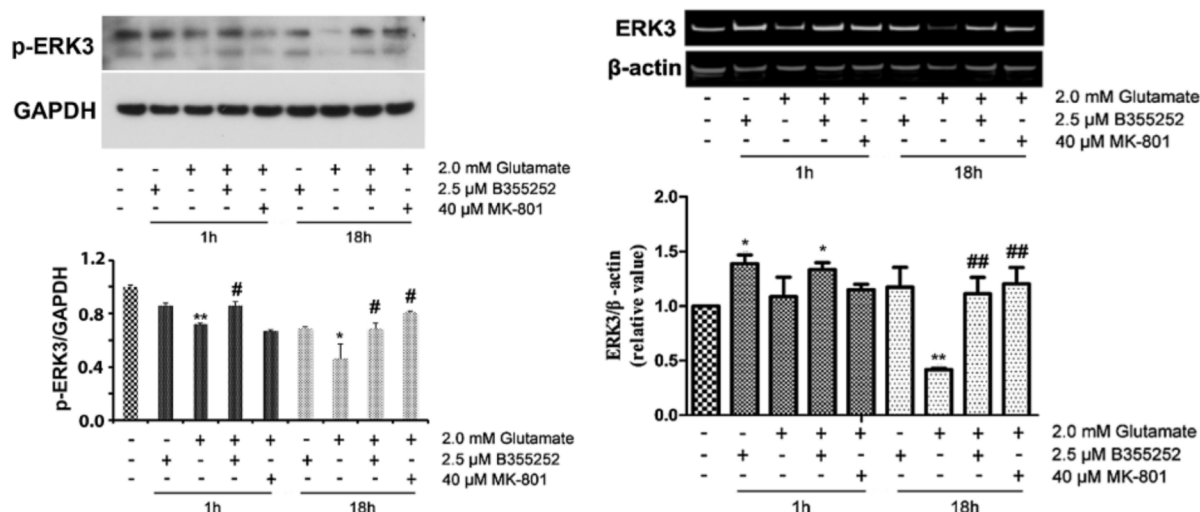 p-ERK3
GAPDH
- - + + + - + + + 2.0 mM Glutamate
- + - + - + - + - 2.5 µM B355252
- - - - + - - - + 40 µM MK-801
1h 18h
1.2
0.8
0.4
0.0
p-ERK3/GAPDH
** # * # #
- - + + + - + + + 2.0 mM Glutamate
- + - + - + - + - 2.5 µM B355252
- - - - + - - - + 40 µM MK-801
1h 18h
ERK3
β-actin
- - + + + - + + + 2.0 mM Glutamate
- + - + - + - + - 2.5 µM B355252
- - - - + - - - + 40 µM MK-801
1h 18h
2.0
1.5
1.0
0.5
0.0
ERK3/β -actin
(relative value)
* * ** ## ##
- - + + + - + + + 2.0 mM Glutamate
- + - + - + - + - 2.5 µM B355252
- - - - + - - - + 40 µM MK-801
1h 18h